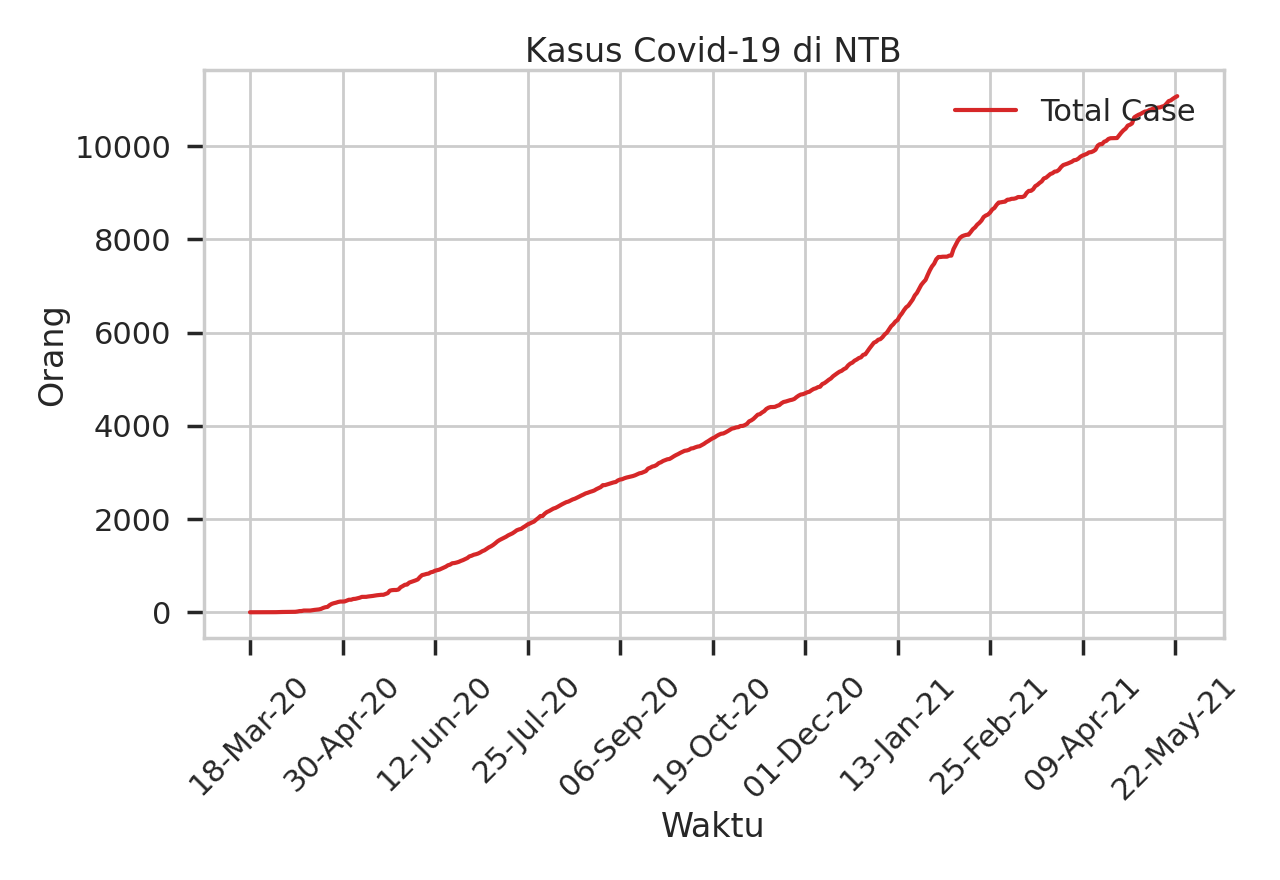 Kasus Covid-19 di NTB
Total Case
10000
8000
6000
4000
2000
0
Orang
18-Mar-20
30-Apr-20
12-Jun-20
25-Jul-20
06-Sep-20
19-Oct-20
01-Dec-20
13-Jan-21
25-Feb-21
09-Apr-21
22-May-21
Waktu